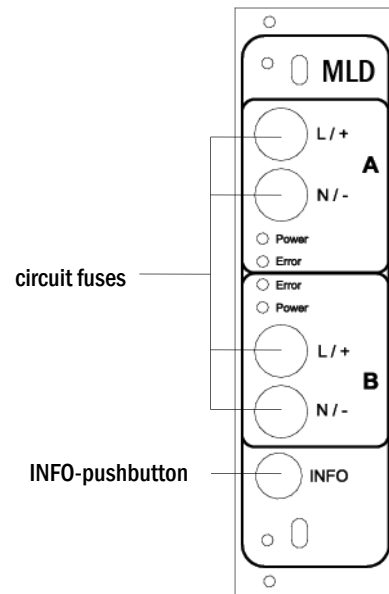 MLD
L / +
A
N / -
Power
Error
circuit fuses
Error
Power
L / +
B
N / -
INFO-pushbutton
INFO